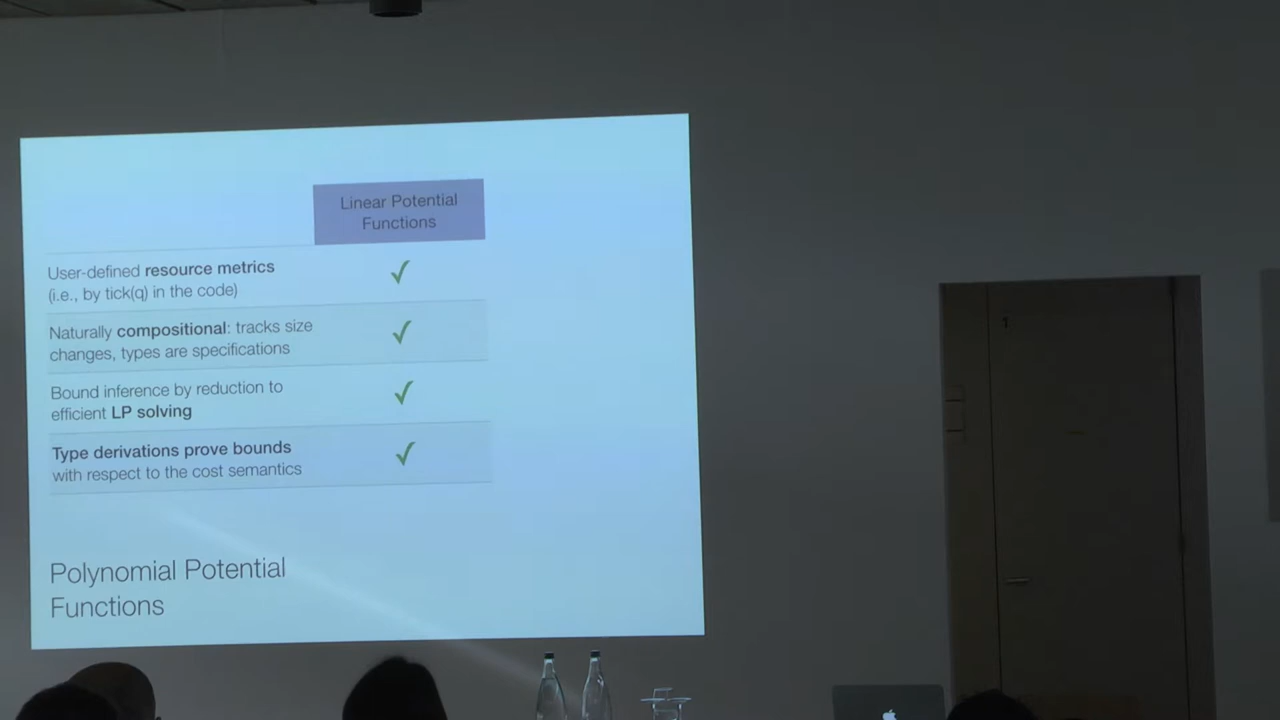 Linear Potential
Functions
User-defined resource metrics
(i.e., by tick(q) in the code)
Naturally compositional: tracks size
changes, types are specifications
Bound inference by reduction to
efficient LP solving
Type derivations prove bounds
with respect to the cost semantics
Polynomial Potential
Functions